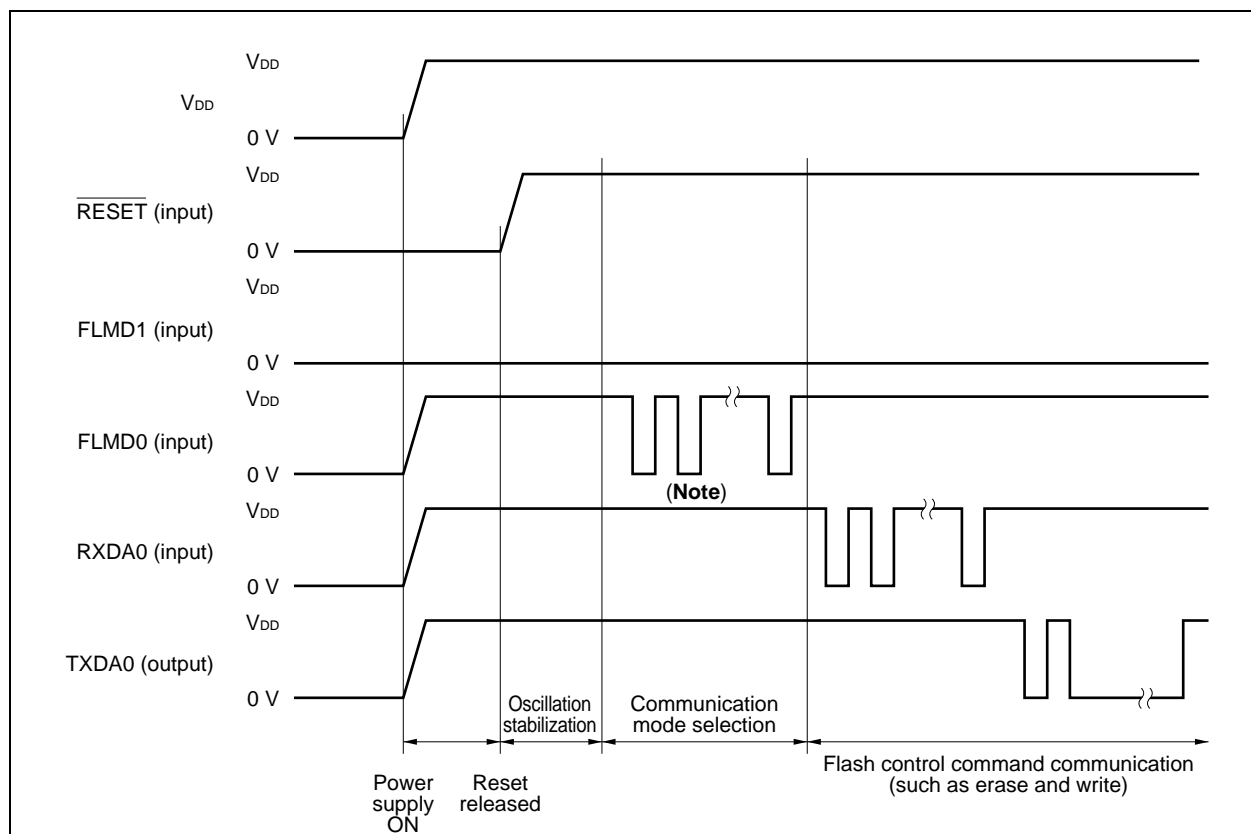 VDD
VDD
0 V
VDD
RESET (input)
0 V
VDD
FLMD1 (input)
0 V
VDD
FLMD0 (input)
0 V
(Note)
VDD
RXDA0 (input)
0 V
VDD
TXDA0 (output)
0 V
Oscillation
stabilization
Communication
mode selection
Flash control command communication
(such as erase and write)
Power
supply
ON
Reset
released